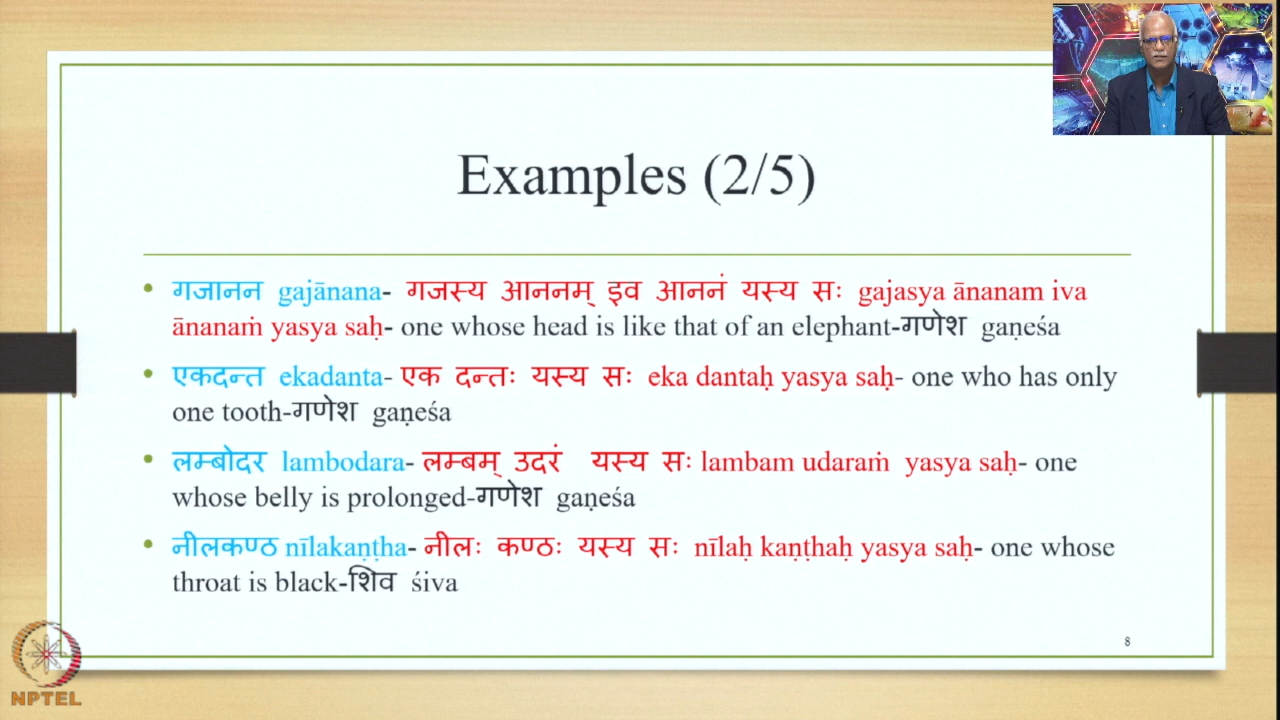 Examples (2/5)
• गजानन gajānana- गजस्य आननम् इव आननं यस्य सः gajasya ānanam iva
ānanaṁ yasya saḥ- one whose head is like that of an elephant-गणेश gaṇeśa
• एकदन्त ekadanta- एक दन्तः यस्य सः eka dantaḥ yasya saḥ- one who has only
one tooth-गणेश gaṇeśa
• लम्बोदर lambodara- लम्बम् उदरं यस्य सः lambam udaraṁ yasya saḥ- one
whose belly is prolonged-गणेश gaṇeśa
• नीलकण्ठ nīlakaṇṭha- नीलः कण्ठः यस्य सः nīlaḥ kaṇṭhaḥ yasya saḥ- one whose
throat is black-शिव śiva
8
NPTEL